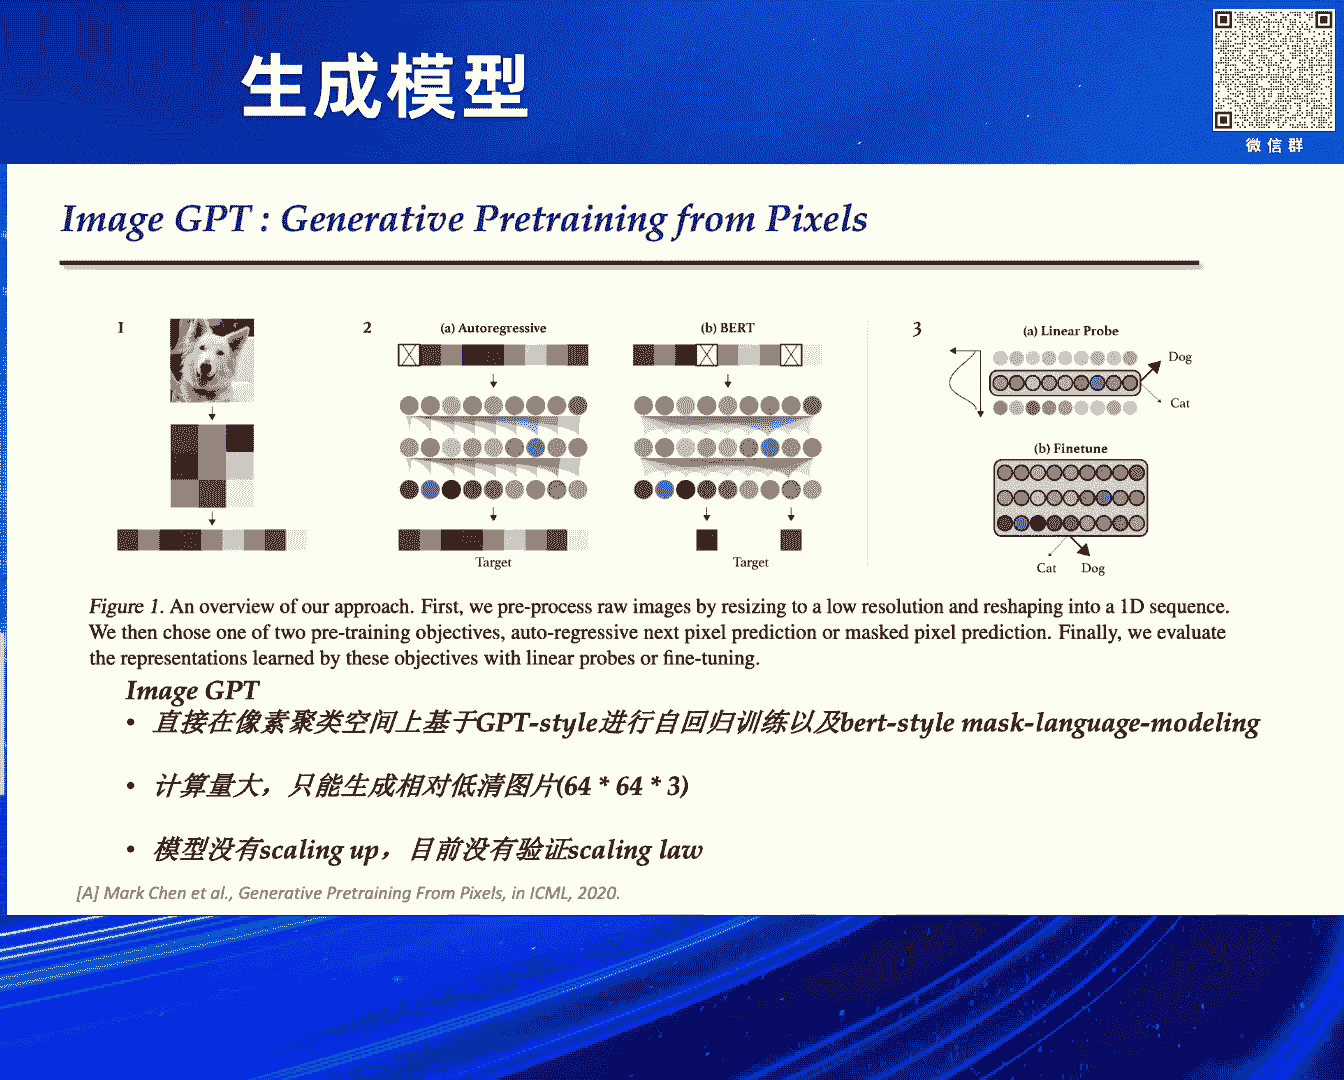 生成模型
微信群
Image GPT : Generative Pretraining from Pixels
1
2
(a) Autoregressive
(b) BERT
3
(a) Linear Probe
Dog
Cat
(b) Finetune
Target
Target
Cat
Dog
Figure 1. An overview of our approach. First, we pre-process raw images by resizing to a low resolution and reshaping into a 1D sequence.
We then chose one of two pre-training objectives, auto-regressive next pixel prediction or masked pixel prediction. Finally, we evaluate
the representations learned by these objectives with linear probes or fine-tuning.
Image GPT
• 直接在像素聚类空间上基于GPT-style进行自回归训练以及bert-style mask-language-modeling
• 计算量大，只能生成相对低清图片(64 * 64 * 3)
• 模型没有scaling up，目前没有验证scaling law
[A] Mark Chen et al., Generative Pretraining From Pixels, in ICML, 2020.